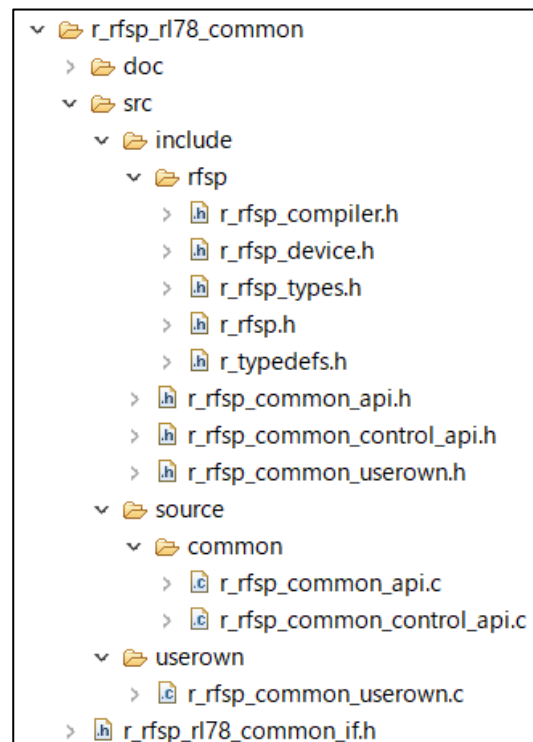 r_rfsp_rl78_common
doc
src
include
rfsp
r_rfsp_compiler.h
r_rfsp_device.h
r_rfsp_types.h
r_rfsp.h
r_typedefs.h
r_rfsp_common_api.h
r_rfsp_common_control_api.h
r_rfsp_common_userown.h
source
common
r_rfsp_common_api.c
r_rfsp_common_control_api.c
userown
r_rfsp_common_userown.c
r_rfsp_rl78_common_if.h